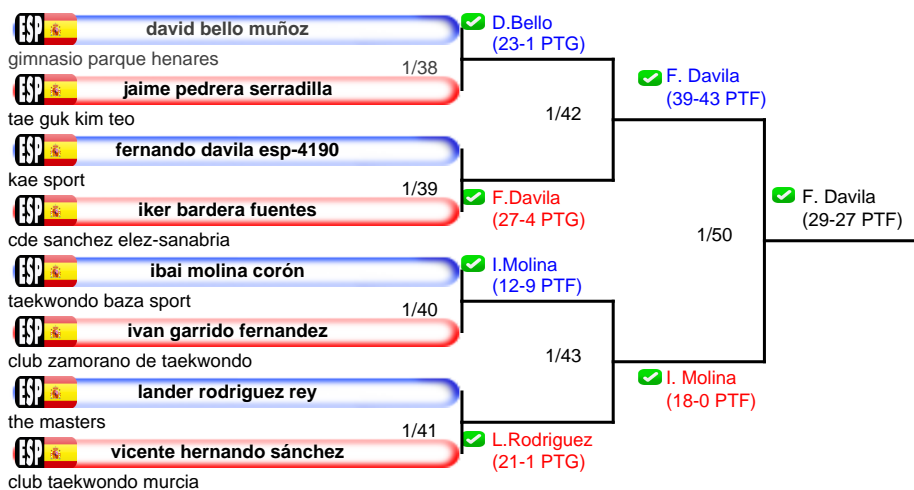 ESP david bello muñoz
gimnasio parque henares
1/38
ESP jaime pedrera serradilla
tae guk kim teo
D.Bello
(23-1 PTG)
1/42
ESP fernando davila esp-4190
kae sport
1/39
ESP iker bardera fuentes
cde sanchez elez-sanabria
F.Davila
(27-4 PTG)
F. Davila
(39-43 PTF)
1/50
F. Davila
(29-27 PTF)
ESP ibai molina corón
taekwondo baza sport
1/40
ESP ivan garrido fernandez
club zamorano de taekwondo
I.Molina
(12-9 PTF)
1/43
ESP lander rodriguez rey
the masters
1/41
ESP vicente hernando sánchez
club taekwondo murcia
L.Rodriguez
(21-1 PTG)
I. Molina
(18-0 PTF)